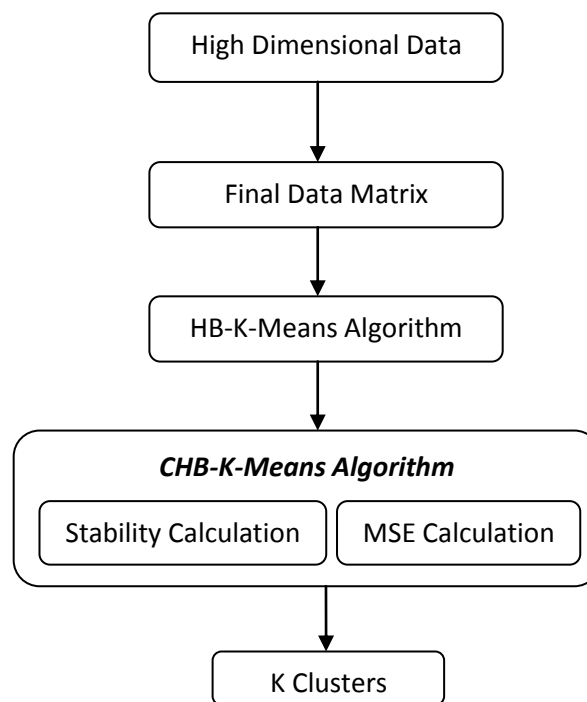 High Dimensional Data
Final Data Matrix
HB-K-Means Algorithm
CHB-K-Means Algorithm
Stability Calculation
MSE Calculation
K Clusters